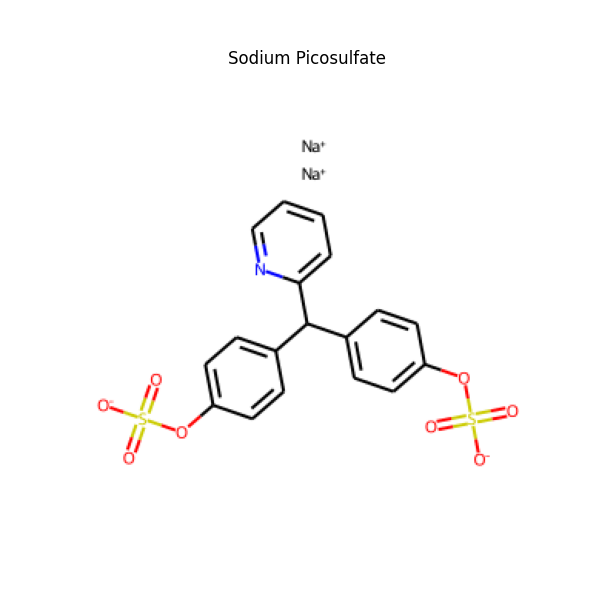 Sodium Picosulfate
Na⁺
Na⁺
N
O⁻ O
S
O
O
O
O S O
O⁻